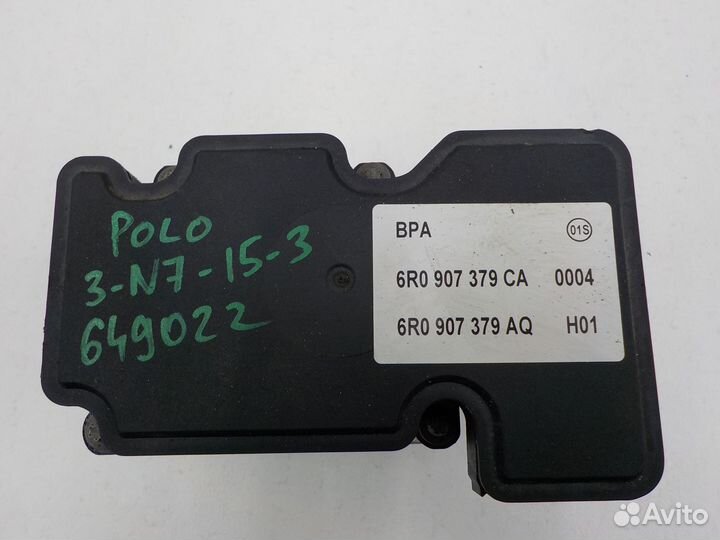 POLO
3-N7-15-3
649022
BPA 01S
6R0 907 379 CA 0004
6R0 907 379 AQ H01
Avito